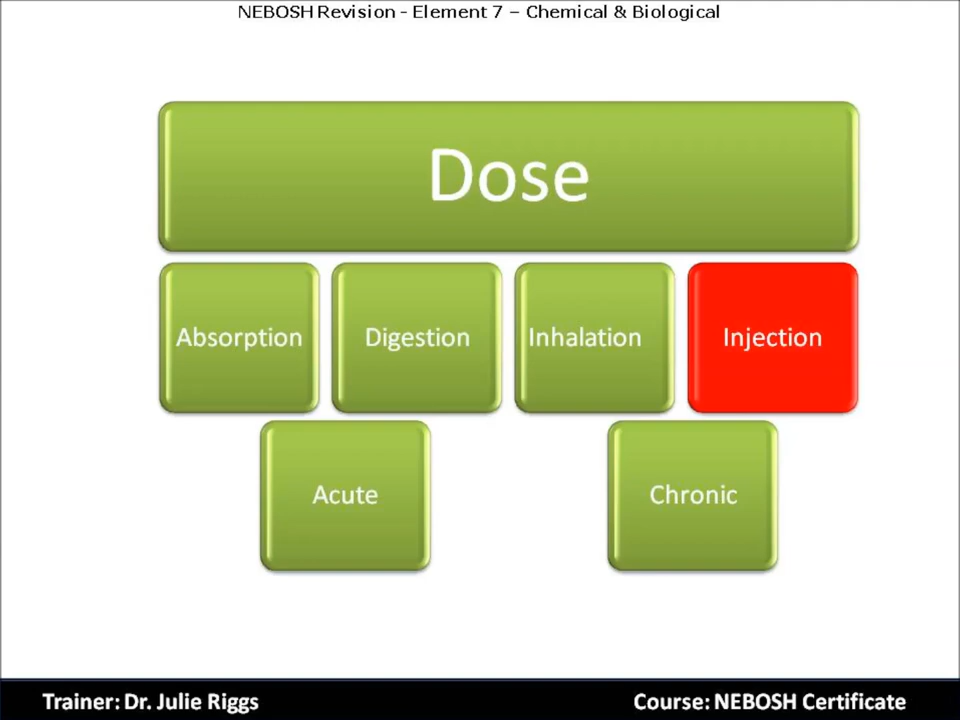 NEBOSH Revision - Element 7 – Chemical & Biological
Dose
Absorption
Digestion
Inhalation
Injection
Acute
Chronic
Trainer: Dr. Julie Riggs
Course: NEBOSH Certificate